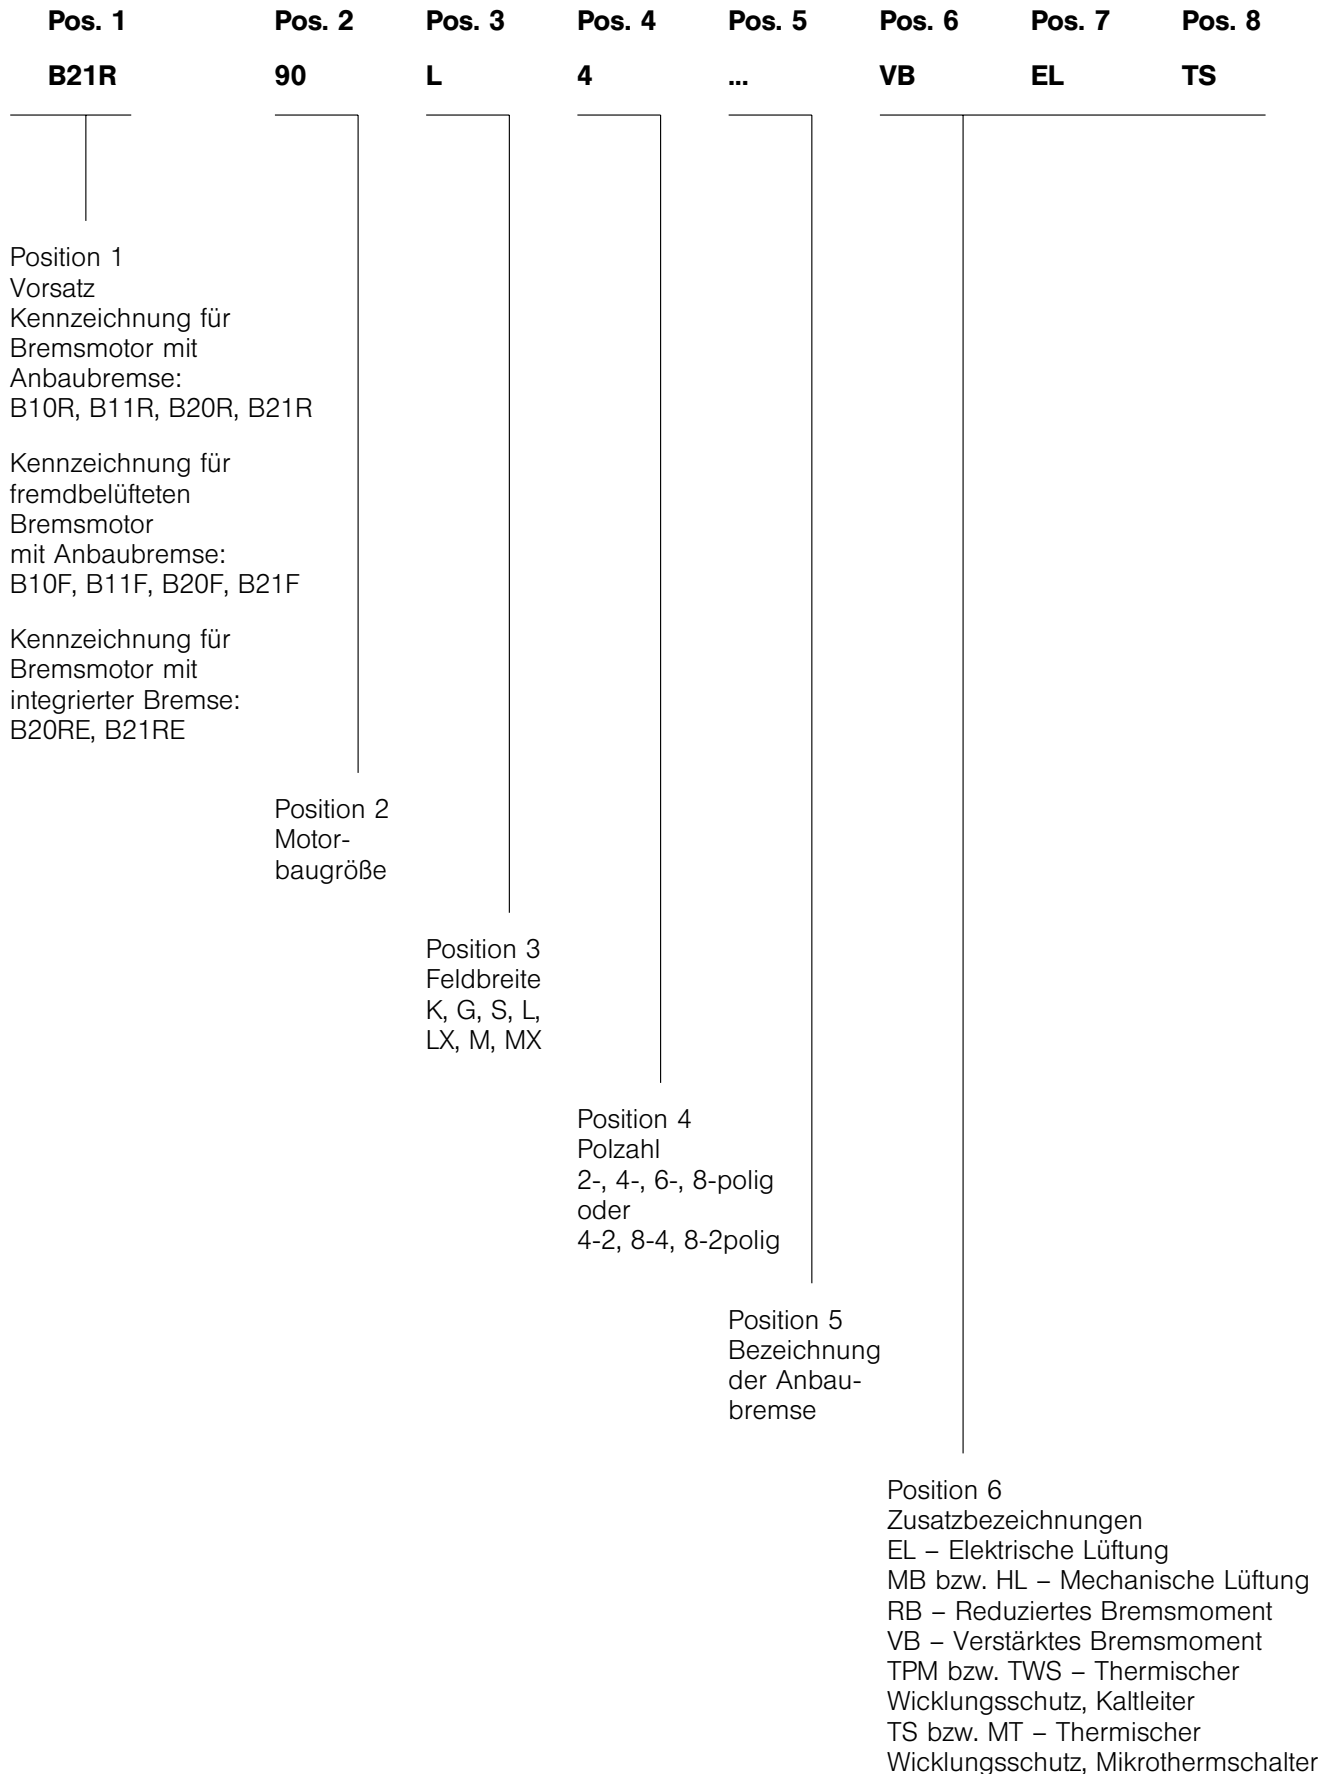 Pos. 1 Pos. 2 Pos. 3 Pos. 4 Pos. 5 Pos. 6 Pos. 7 Pos. 8
B21R 90 L 4 ... VB EL TS
Position 1
Vorsatz
Kennzeichnung für
Bremsmotor mit
Anbaubremse:
B10R, B11R, B20R, B21R
Kennzeichnung für
fremdbelüfteten
Bremsmotor
mit Anbaubremse:
B10F, B11F, B20F, B21F
Kennzeichnung für
Bremsmotor mit
integrierter Bremse:
B20RE, B21RE
Position 2
Motor-
baugröße
Position 3
Feldbreite
K, G, S, L,
LX, M, MX
Position 4
Polzahl
2-, 4-, 6-, 8-polig
oder
4-2, 8-4, 8-2polig
Position 5
Bezeichnung
der Anbau-
bremse
Position 6
Zusatzbezeichnungen
EL – Elektrische Lüftung
MB bzw. HL – Mechanische Lüftung
RB – Reduziertes Bremsmoment
VB – Verstärktes Bremsmoment
TPM bzw. TWS – Thermischer
Wicklungsschutz, Kaltleiter
TS bzw. MT – Thermischer
Wicklungsschutz, Mikrothermschalter